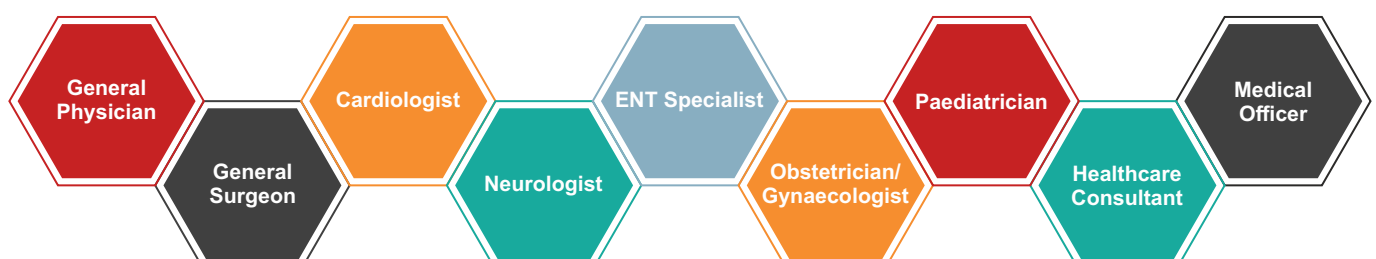 General
Physician
General
Surgeon
Cardiologist
Neurologist
ENT Specialist
Obstetrician/
Gynaecologist
Paediatrician
Healthcare
Consultant
Medical
Officer